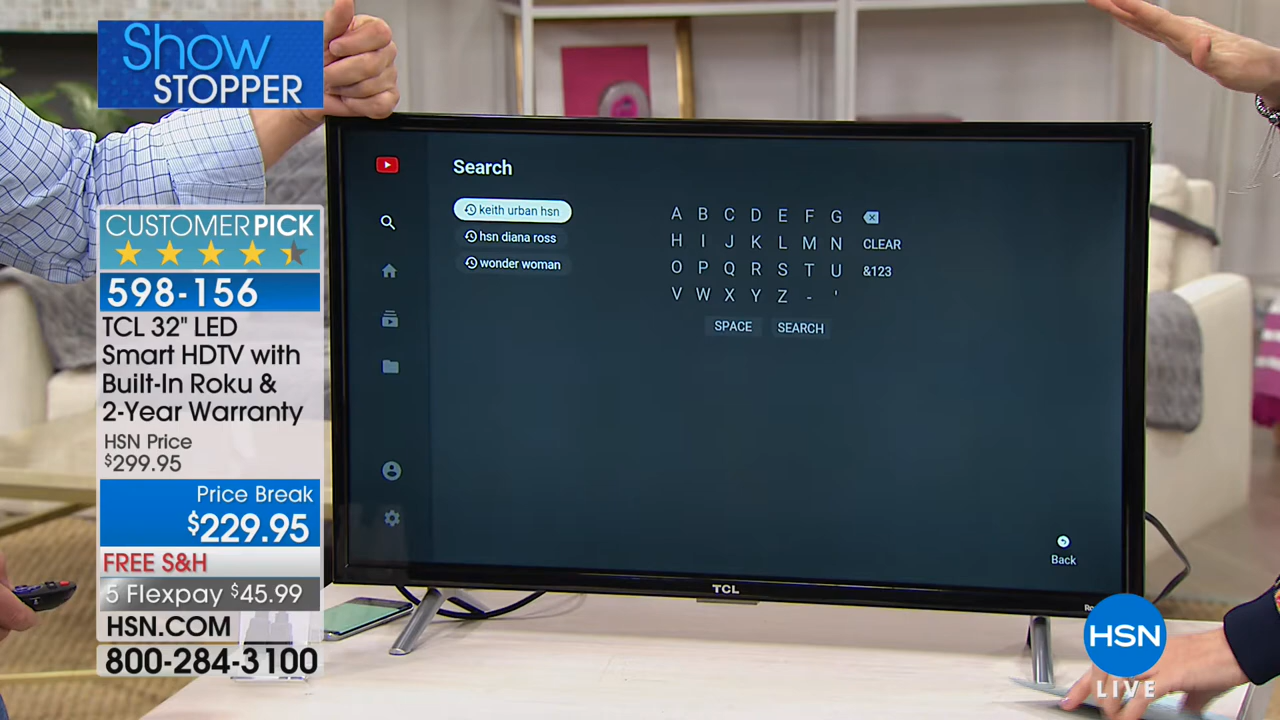 Show
STOPPER
CUSTOMER PICK
598-156
TCL 32" LED
Smart HDTV with
Built-In Roku &
2-Year Warranty
HSN Price
$299.95
Price Break
$229.95
FREE S&H
5 Flexpay $45.99
HSN.COM
800-284-3100
Search
keith urban hsn
hsn diana ross
wonder woman
A B C D E F G
H I J K L M N CLEAR
O P Q R S T U &123
V W X Y Z - '
SPACE SEARCH
Back
TCL
HSN
LIVE